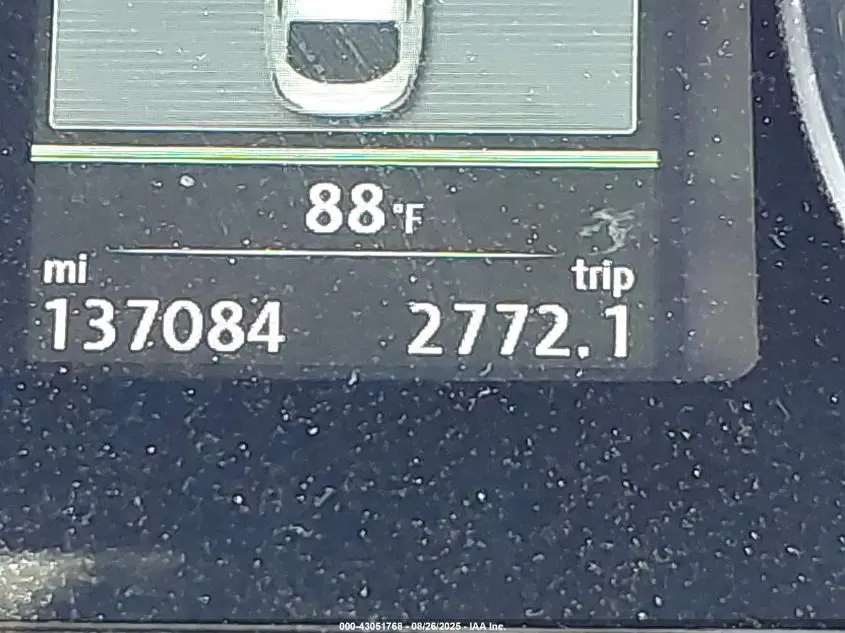 88°F
mi trip
137084 2772.1
000-43051768 - 08/26/2025 - IAA Inc.